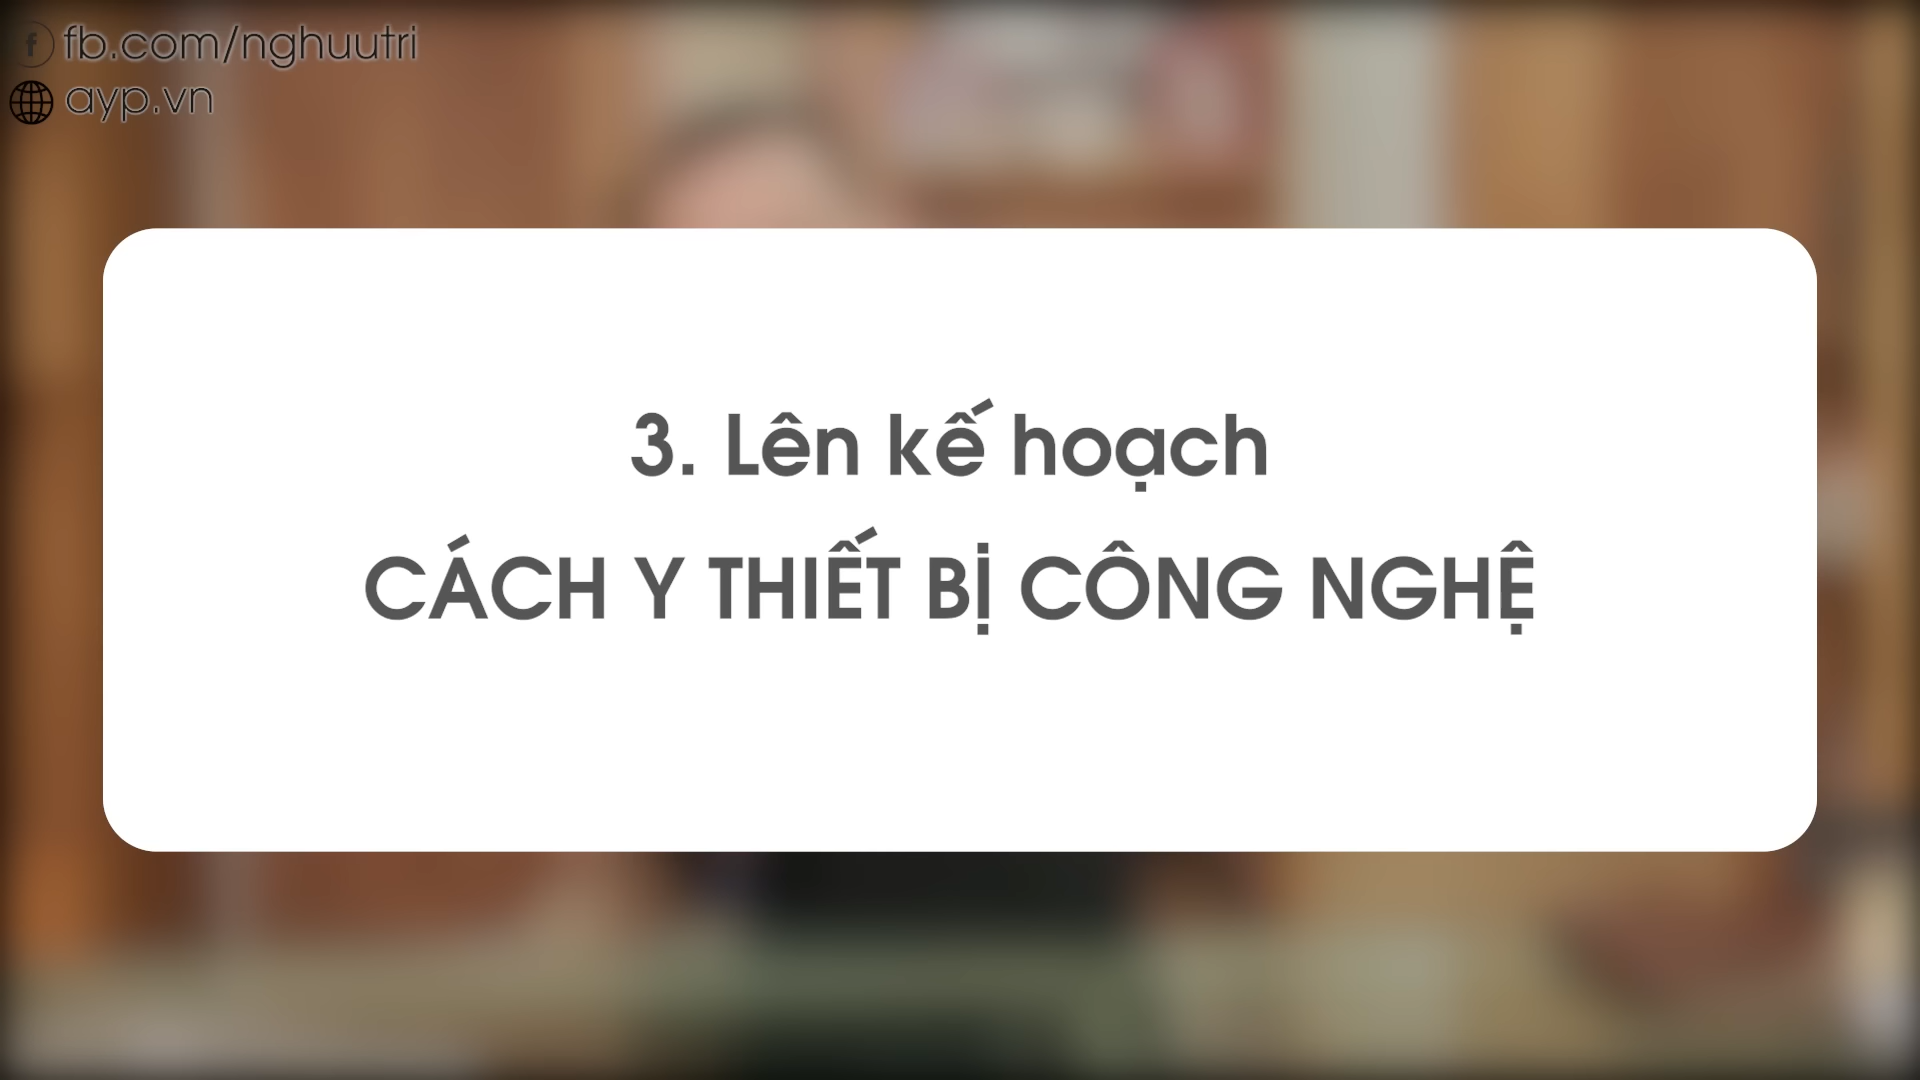 fb.com/nghuutri
ayp.vn
3. Lên kế hoạch
CÁCH Y THIẾT BỊ CÔNG NGHỆ